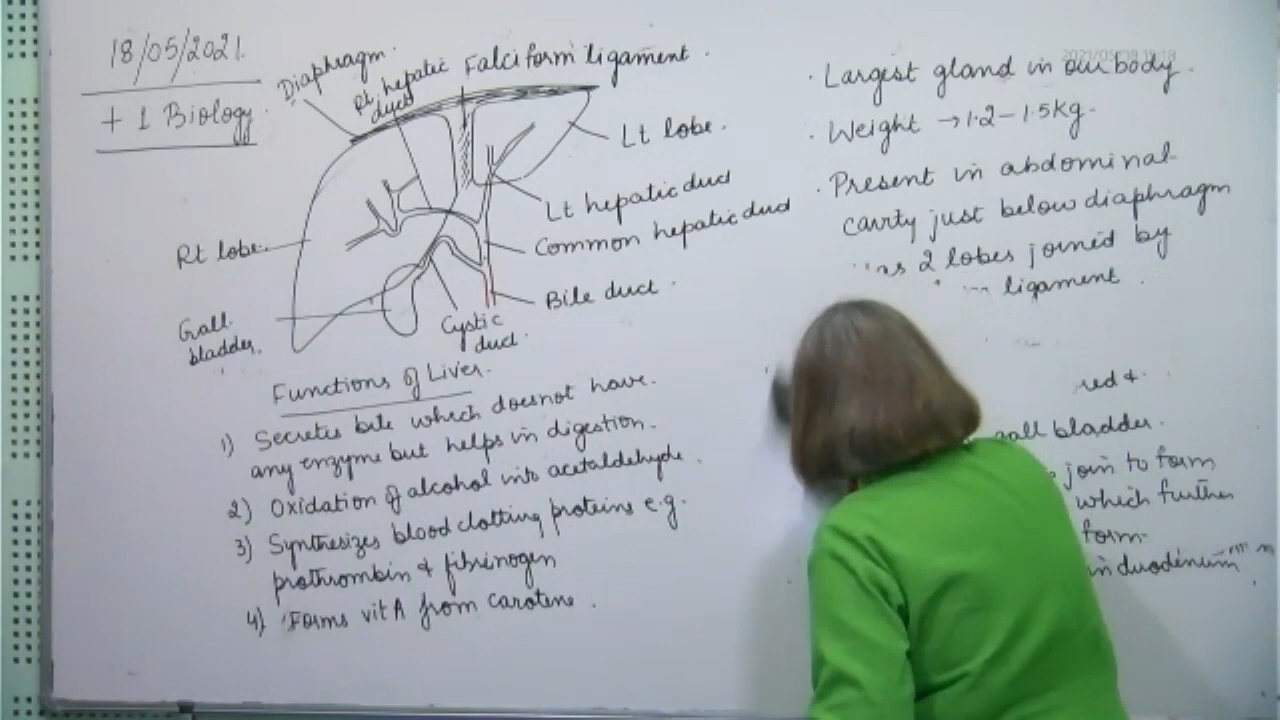 18/05/2021.
+ 1 Biology.
Diaphragm.
Rt. hepatic
duct
Falciform ligament.
Lt lobe.
Lt hepatic duct
Common hepatic duct
Bile duct.
Cystic
duct.
Rt lobe.
Gall
bladder.
Functions of Liver.
1) Secretes bile which doesnot have.
any enzyme but helps in digestion.
2) Oxidation of alcohol into acetaldehyde.
3) Synthesizes blood clotting proteins e.g.
prothrombin & fibrinogen
4) Forms vit A from carotene.
· Largest gland in our body.
· Weight → 1.2 – 1.5kg.
· Present in abdominal
cavity just below diaphragm
2 lobes joined by
ligament.
red &
gall bladder.
join to form
which further
form
in duodenum